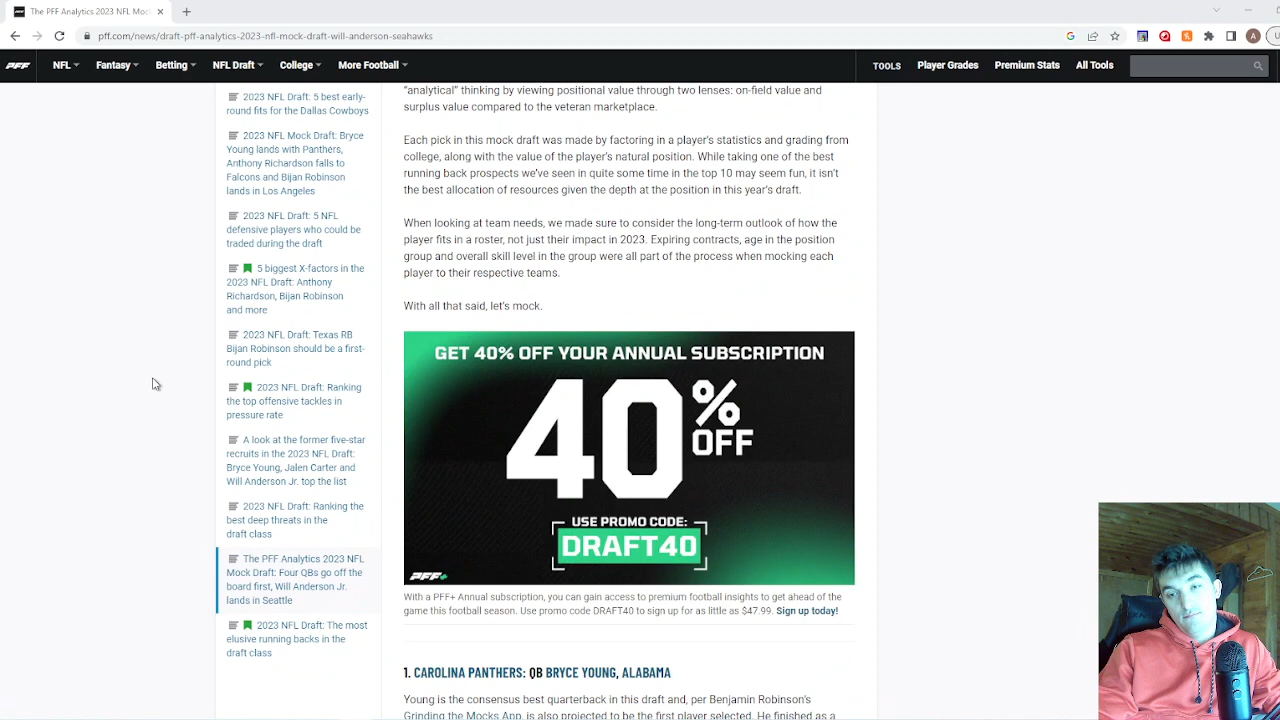 The PFF Analytics 2023 NFL Moc
pff.com/news/draft-pff-analytics-2023-nfl-mock-draft-will-anderson-seahawks
PFF
NFL
Fantasy
Betting
NFL Draft
College
More Football
TOOLS
Player Grades
Premium Stats
All Tools
2023 NFL Draft: 5 best early-
round fits for the Dallas Cowboys
2023 NFL Mock Draft: Bryce
Young lands with Panthers,
Anthony Richardson falls to
Falcons and Bijan Robinson
lands in Los Angeles
2023 NFL Draft: 5 NFL
defensive players who could be
traded during the draft
5 biggest X-factors in the
2023 NFL Draft: Anthony
Richardson, Bijan Robinson
and more
2023 NFL Draft: Texas RB
Bijan Robinson should be a first-
round pick
2023 NFL Draft: Ranking
the top offensive tackles in
pressure rate
A look at the former five-star
recruits in the 2023 NFL Draft:
Bryce Young, Jalen Carter and
Will Anderson Jr. top the list
2023 NFL Draft: Ranking the
best deep threats in the
draft class
The PFF Analytics 2023 NFL
Mock Draft: Four QBs go off the
board first, Will Anderson Jr.
lands in Seattle
2023 NFL Draft: The most
elusive running backs in the
draft class
“analytical” thinking by viewing positional value through two lenses: on-field value and
surplus value compared to the veteran marketplace.
Each pick in this mock draft was made by factoring in a player's statistics and grading from
college, along with the value of the player's natural position. While taking one of the best
running back prospects we've seen in quite some time in the top 10 may seem fun, it isn't
the best allocation of resources given the depth at the position in this year's draft.
When looking at team needs, we made sure to consider the long-term outlook of how the
player fits in a roster, not just their impact in 2023. Expiring contracts, age in the position
group and overall skill level in the group were all part of the process when mocking each
player to their respective teams.
With all that said, let's mock.
GET 40% OFF YOUR ANNUAL SUBSCRIPTION
40% OFF
USE PROMO CODE:
DRAFT40
PFF+
With a PFF+ Annual subscription, you can gain access to premium football insights to get ahead of the
game this football season. Use promo code DRAFT40 to sign up for as little as $47.99. Sign up today!
1. CAROLINA PANTHERS: QB BRYCE YOUNG, ALABAMA
Young is the consensus best quarterback in this draft and, per Benjamin Robinson's
Grinding the Mocks App, is also projected to be the first player selected. He finished as a